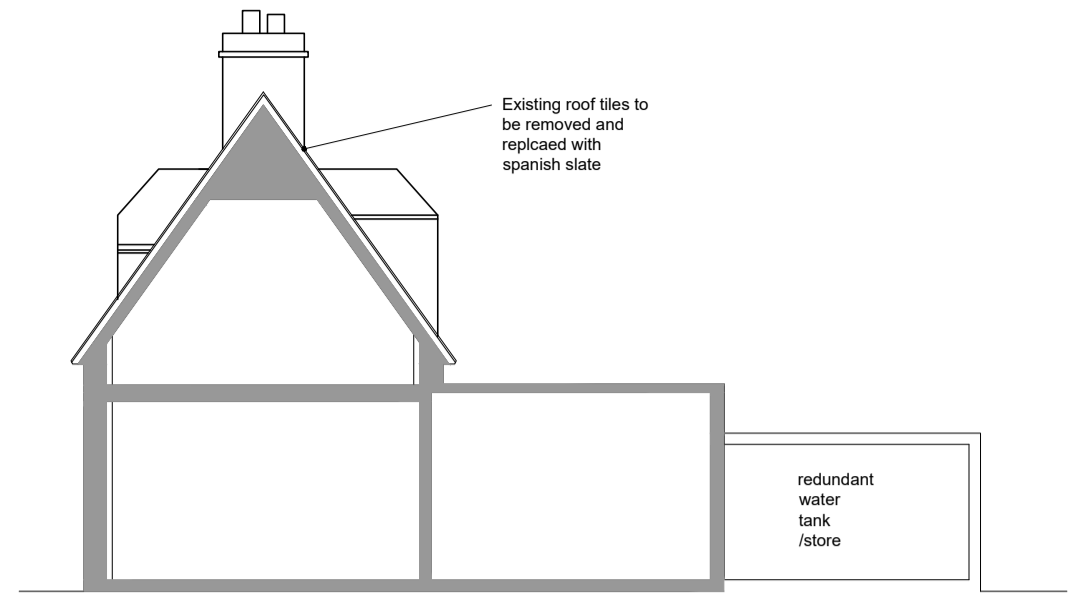 Existing roof tiles to
be removed and
replcaed with
spanish slate
redundant
water
tank
/store